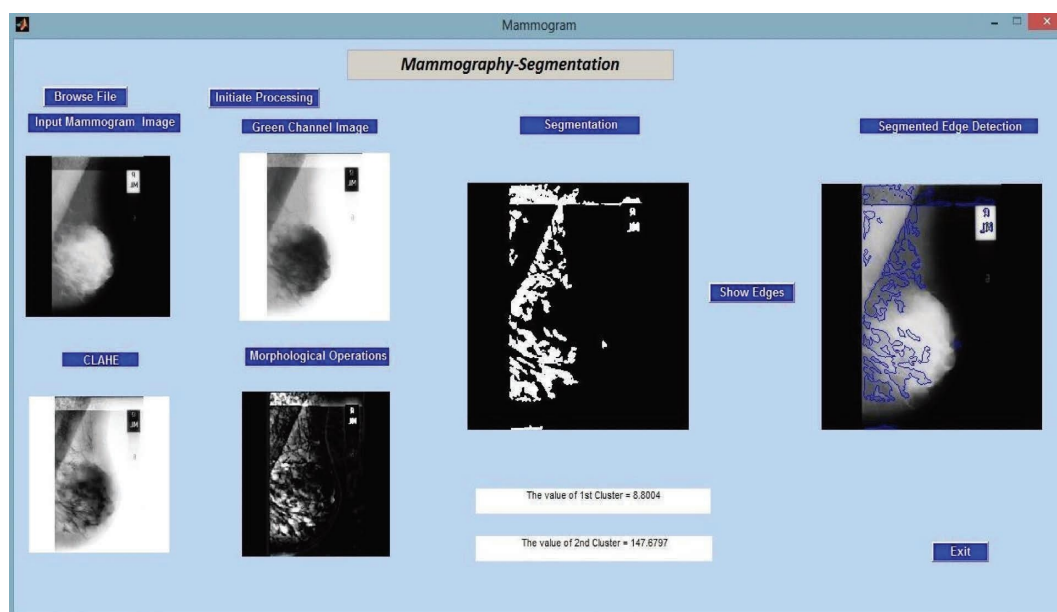 Mammogram
Mammography-Segmentation
Browse File
Initiate Processing
Input Mammogram Image
Green Channel Image
Segmentation
Segmented Edge Detection
Show Edges
CLAHE
Morphological Operations
The value of 1st Cluster = 8.8004
The value of 2nd Cluster = 147.6797
Exit